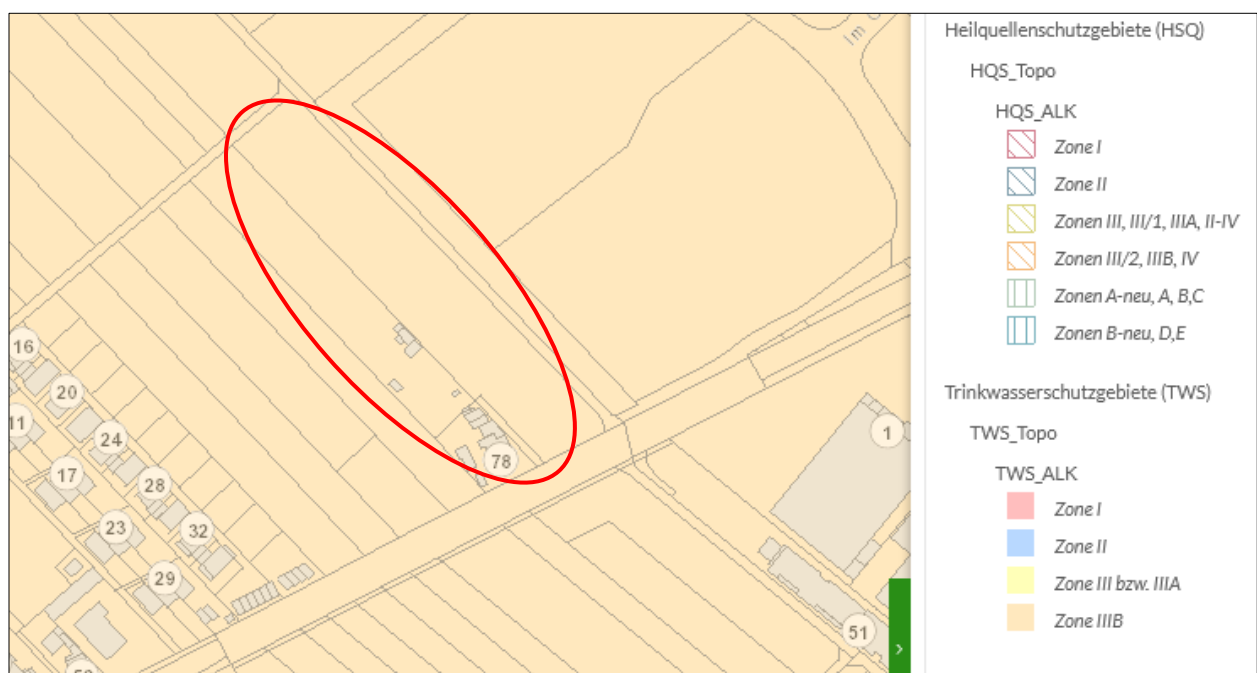 Im
16
20
11
24
17
28
23
32
29
78
1
51
Heilquellenschutzgebiete (HSQ)
HQS_Topo
HQS_ALK
Zone I
Zone II
Zonen III, III/1, IIIA, II-IV
Zonen III/2, IIIB, IV
Zonen A-neu, A, B,C
Zonen B-neu, D,E
Trinkwasserschutzgebiete (TWS)
TWS_Topo
TWS_ALK
Zone I
Zone II
Zone III bzw. IIIA
Zone IIIB